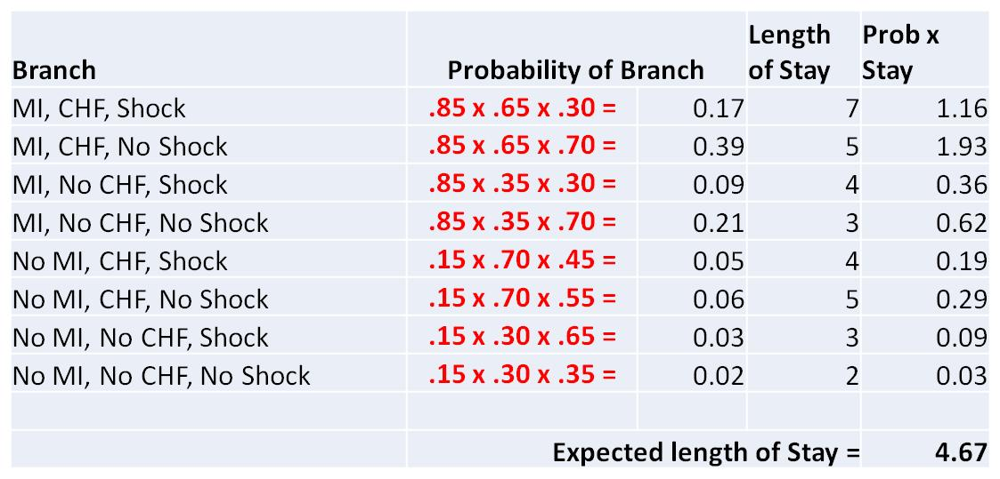 Branch Probability of Branch Length of Stay Prob x Stay
MI, CHF, Shock .85 x .65 x .30 = 0.17 7 1.16
MI, CHF, No Shock .85 x .65 x .70 = 0.39 5 1.93
MI, No CHF, Shock .85 x .35 x .30 = 0.09 4 0.36
MI, No CHF, No Shock .85 x .35 x .70 = 0.21 3 0.62
No MI, CHF, Shock .15 x .70 x .45 = 0.05 4 0.19
No MI, CHF, No Shock .15 x .70 x .55 = 0.06 5 0.29
No MI, No CHF, Shock .15 x .30 x .65 = 0.03 3 0.09
No MI, No CHF, No Shock .15 x .30 x .35 = 0.02 2 0.03
Expected length of Stay = 4.67